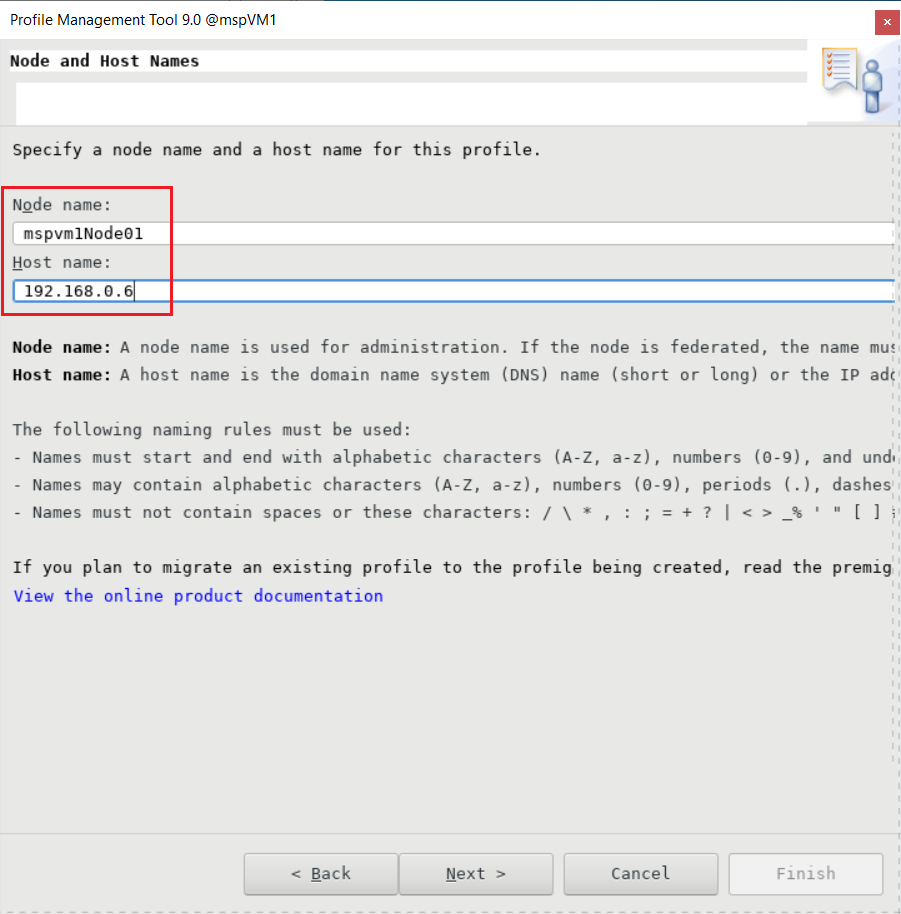 Profile Management Tool 9.0 @mspVM1
Node and Host Names
Specify a node name and a host name for this profile.
Node name:
mspvm1Node01
Host name:
192.168.0.6
Node name: A node name is used for administration. If the node is federated, the name
Host name: A host name is the domain name system (DNS) name (short or long) or the IP
The following naming rules must be used:
- Names must start and end with alphabetic characters (A-Z, a-z), numbers (0-9), and
- Names may contain alphabetic characters (A-Z, a-z), numbers (0-9), periods (.), dashes
- Names must not contain spaces or these characters: / \ * , : ; = + ? | < > _% ' " [ ]
If you plan to migrate an existing profile to the profile being created, read the
View the online product documentation
< Back
Next >
Cancel
Finish